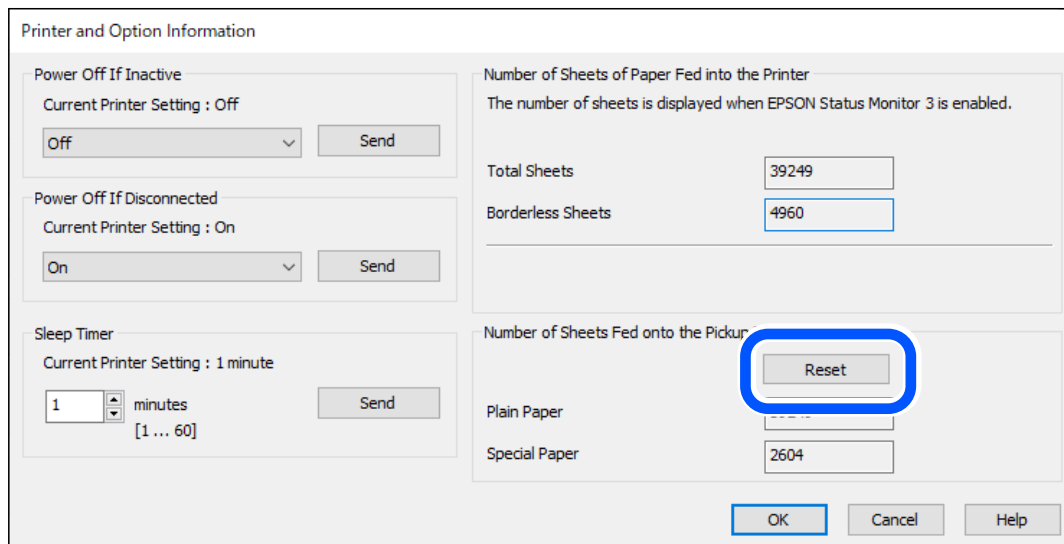 Printer and Option Information
Power Off If Inactive
Current Printer Setting : Off
Off
Send
Power Off If Disconnected
Current Printer Setting : On
On
Send
Sleep Timer
Current Printer Setting : 1 minute
1
minutes
Send
[1 ... 60]
Number of Sheets of Paper Fed into the Printer
The number of sheets is displayed when EPSON Status Monitor 3 is enabled.
Total Sheets
39249
Borderless Sheets
4960
Number of Sheets Fed onto the Pickup
Reset
Plain Paper
Special Paper
2604
OK
Cancel
Help